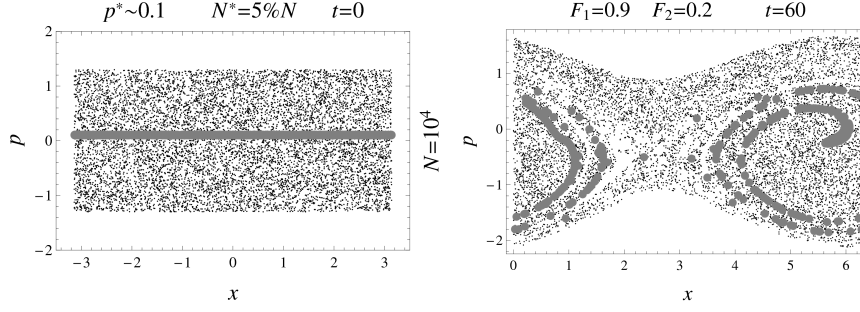 p*~0.1 N*=5%N t=0
2
1
0
−1
−2
p
−3 −2 −1 0 1 2 3
x
N=10⁴
F₁=0.9 F₂=0.2 t=60
1
0
−1
−2
p
0 1 2 3 4 5 6
x